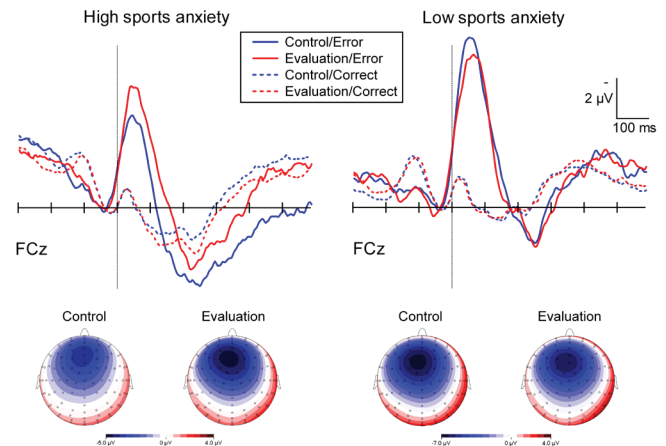 High sports anxiety
Low sports anxiety
Control/Error
Evaluation/Error
Control/Correct
Evaluation/Correct
-
2 µV
100 ms
FCz
FCz
Control
Evaluation
Control
Evaluation
-6.0 µV 0 µV 4.0 µV
-7.0 µV 0 µV 4.0 µV